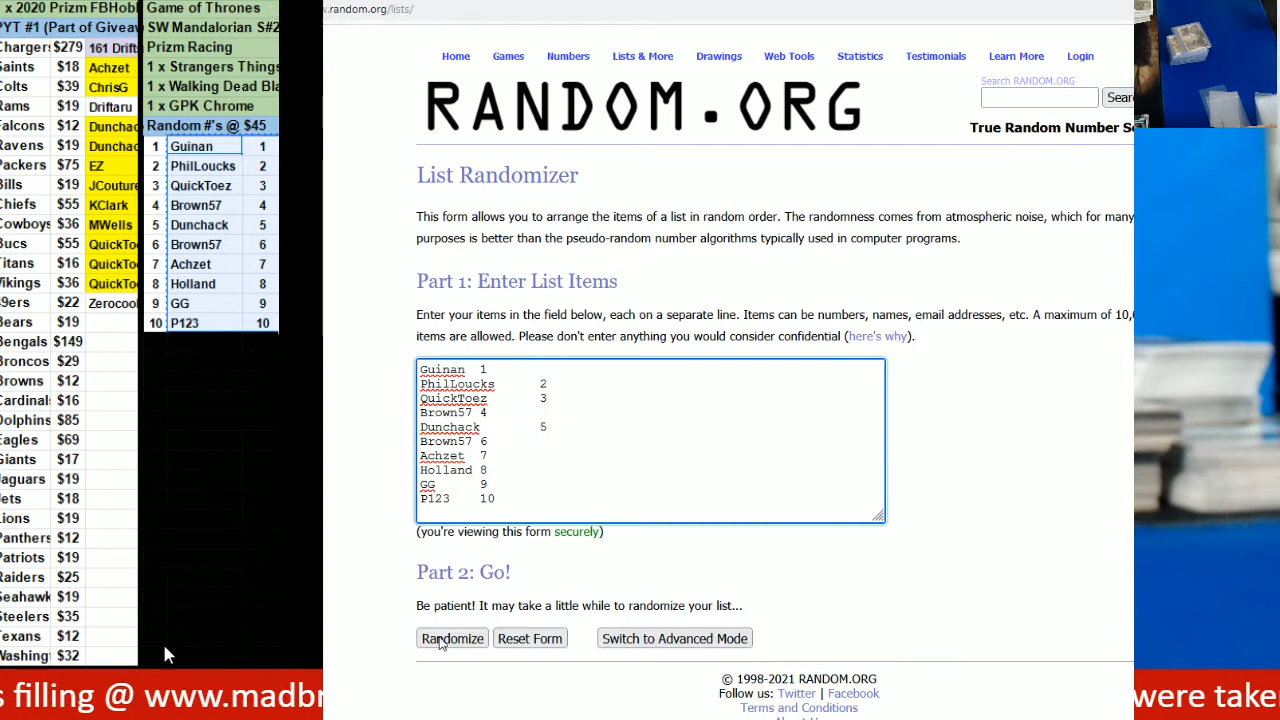 x 2020 Prizm FBHobl
PYT #1 (Part of Giveaw
Chargers $279 161 Drifts
Saints $18 Achzet
Colts $39 ChrisG
Rams $19 Driftaru
Falcons $12 Dunchac
Ravens $19 Dunchac
Packers $75 EZ
Bills $19 JCouture
Chiefs $55 KClark
Cowboys $36 MWells
Bucs $55 QuickToe
Titans $16 QuickToe
Vikings $36 QuickToe
49ers $22 Zerocool
Bears $19
Bengals $149
Broncos $29
Browns $12
Cardinals $16
Dolphins $85
Eagles $69
Giants $17
Jaguars $19
Jets $18
Lions $19
Panthers $12
Patriots $19
Raiders $25
Seahawk $19
Steelers $35
Texans $12
Washingt $32
Game of Thrones
SW Mandalorian S#2
Prizm Racing
1 x Strangers Things
1 x Walking Dead Bla
1 x GPK Chrome
Random #'s @ $45
1 Guinan 1
2 PhilLoucks 2
3 QuickToez 3
4 Brown57 4
5 Dunchack 5
6 Brown57 6
7 Achzet 7
8 Holland 8
9 GG 9
10 P123 10
.random.org/lists/
Home Games Numbers Lists & More Drawings Web Tools Statistics Testimonials Learn More Login
RANDOM.ORG
Search RANDOM.ORG
Sear
True Random Number Se
List Randomizer
This form allows you to arrange the items of a list in random order. The randomness comes from atmospheric noise, which for many
purposes is better than the pseudo-random number algorithms typically used in computer programs.
Part 1: Enter List Items
Enter your items in the field below, each on a separate line. Items can be numbers, names, email addresses, etc. A maximum of 10,
items are allowed. Please don't enter anything you would consider confidential (here's why).
Guinan 1
PhilLoucks 2
QuickToez 3
Brown57 4
Dunchack 5
Brown57 6
Achzet 7
Holland 8
GG 9
P123 10
(you're viewing this form securely)
Part 2: Go!
Be patient! It may take a little while to randomize your list...
Randomize Reset Form Switch to Advanced Mode
© 1998-2021 RANDOM.ORG
Follow us: Twitter | Facebook
Terms and Conditions
s filling @ www.madbr
were taker